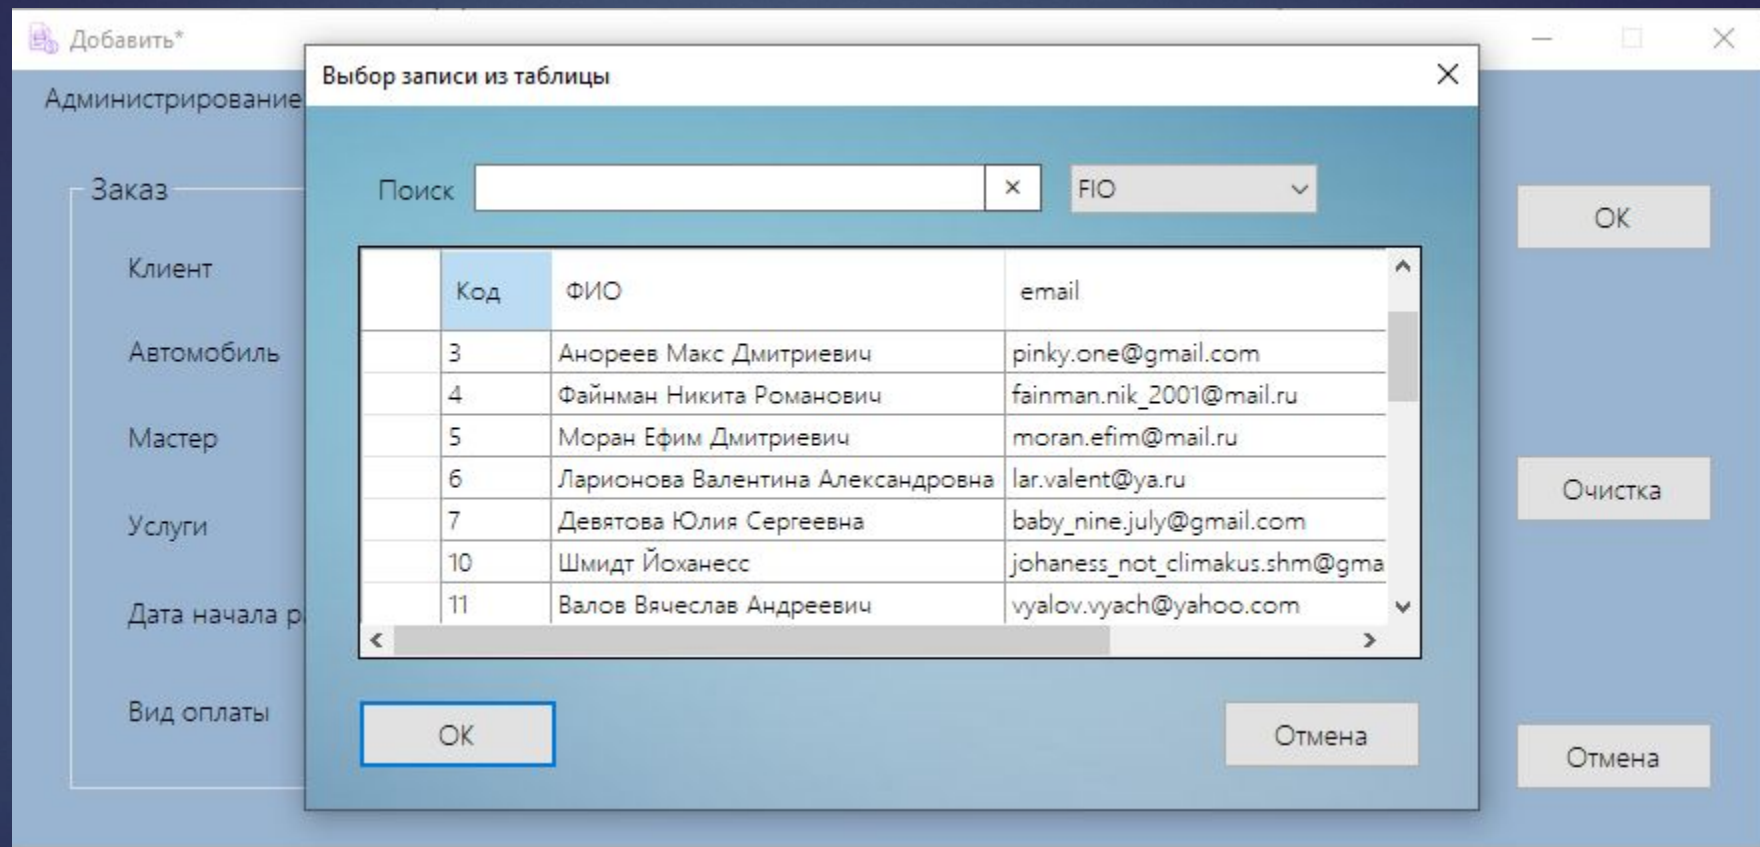 Добавить*
Выбор записи из таблицы
Администрирование
Заказ
Клиент
Автомобиль
Мастер
Услуги
Дата начала
Вид оплаты
Поиск
FIO
Код ФИО email
3 Анореев Макс Дмитриевич pinky.one@gmail.com
4 Файнман Никита Романович fainman.nik_2001@mail.ru
5 Моран Ефим Дмитриевич moran.efim@mail.ru
6 Ларионова Валентина Александровна lar.valent@ya.ru
7 Девятова Юлия Сергеевна baby_nine.july@gmail.com
10 Шмидт Йоханесс johaness_not_climakus.shm@gma
11 Валов Вячеслав Андреевич vyalov.vyach@yahoo.com
ОК
Отмена
ОК
Очистка
Отмена